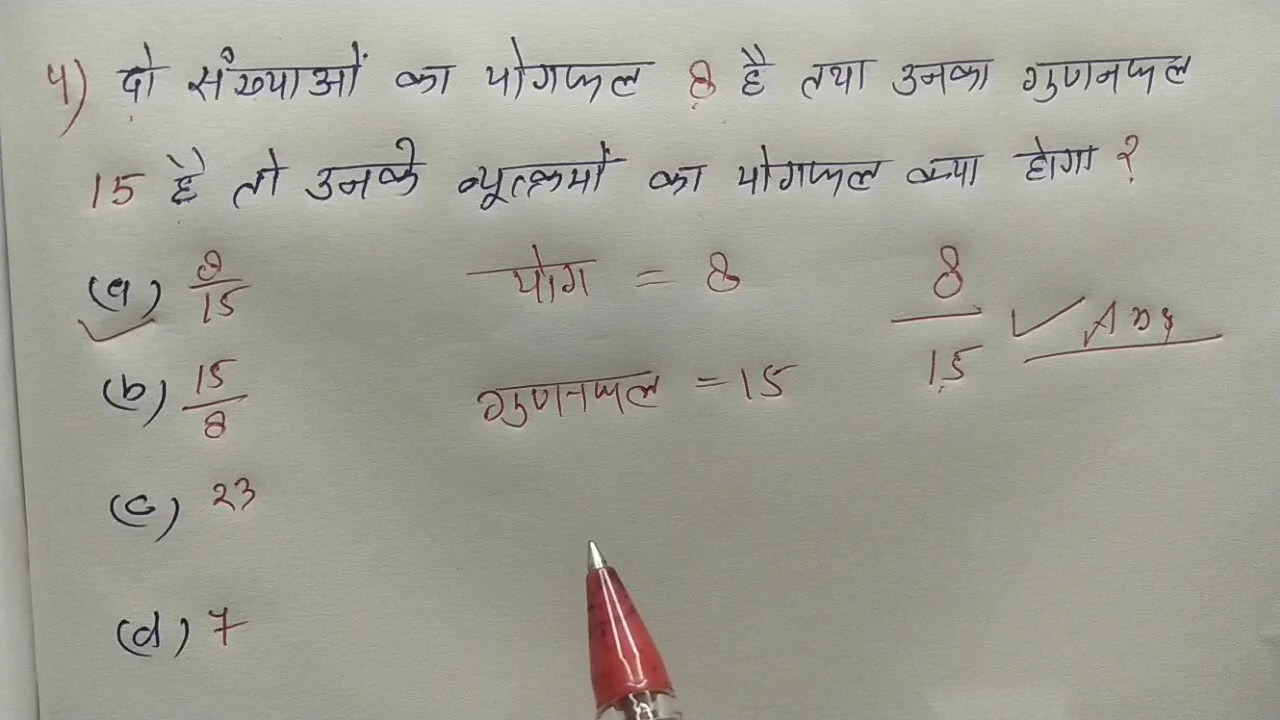 4) दो संख्याओं का योगफल 8 है तथा उनका गुणनफल
15 है तो उनके व्यूत्क्रमों का योगफल क्या होगा ?
(a) 8/15
योग = 8
8/15 ✓ Ans
(b) 15/8
गुणनफल = 15
(c) 23
(d) 7